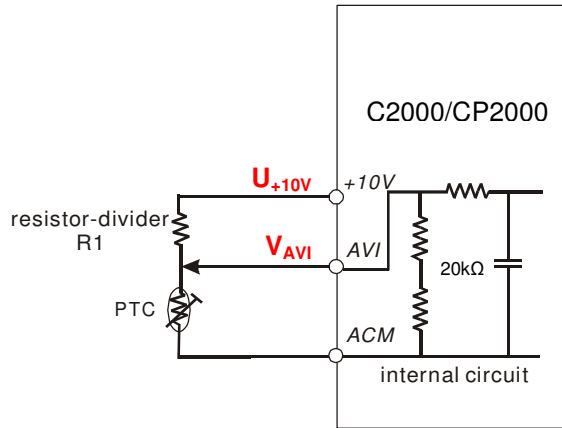 C2000/CP2000
U+10V
+10V
resistor-divider
R1
VAVI
AVI
20kΩ
PTC
ACM
internal circuit